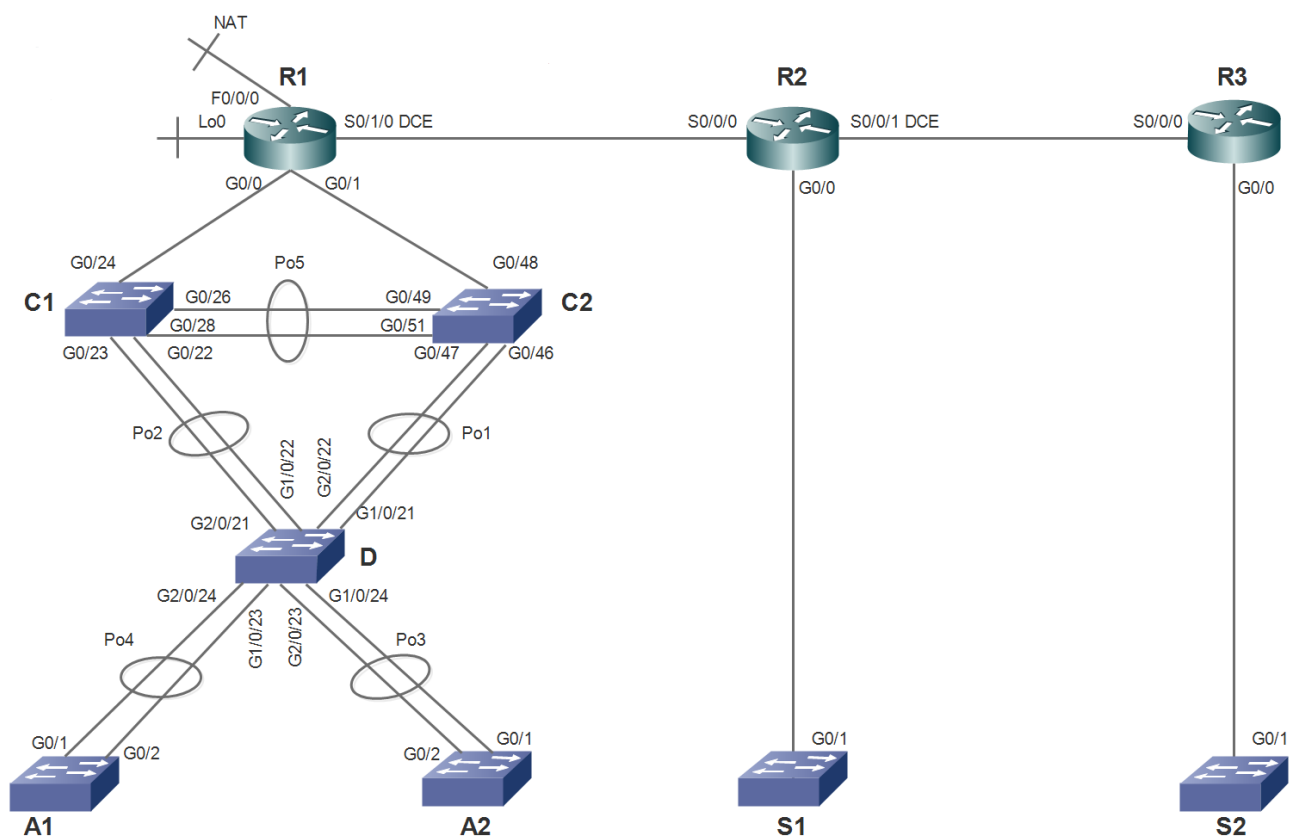 NAT
R1
R2
R3
F0/0/0
Lo0
S0/1/0 DCE
S0/0/0
S0/0/1 DCE
S0/0/0
G0/0
G0/1
G0/0
G0/0
G0/24
Po5
G0/48
C1
G0/26
G0/49
C2
G0/28
G0/51
G0/23
G0/22
G0/47
G0/46
Po2
G1/0/22
G2/0/22
Po1
G2/0/21
G1/0/21
D
G2/0/24
G1/0/23
G2/0/23
G1/0/24
Po4
Po3
G0/1
G0/2
G0/2
G0/1
G0/1
G0/1
A1
A2
S1
S2